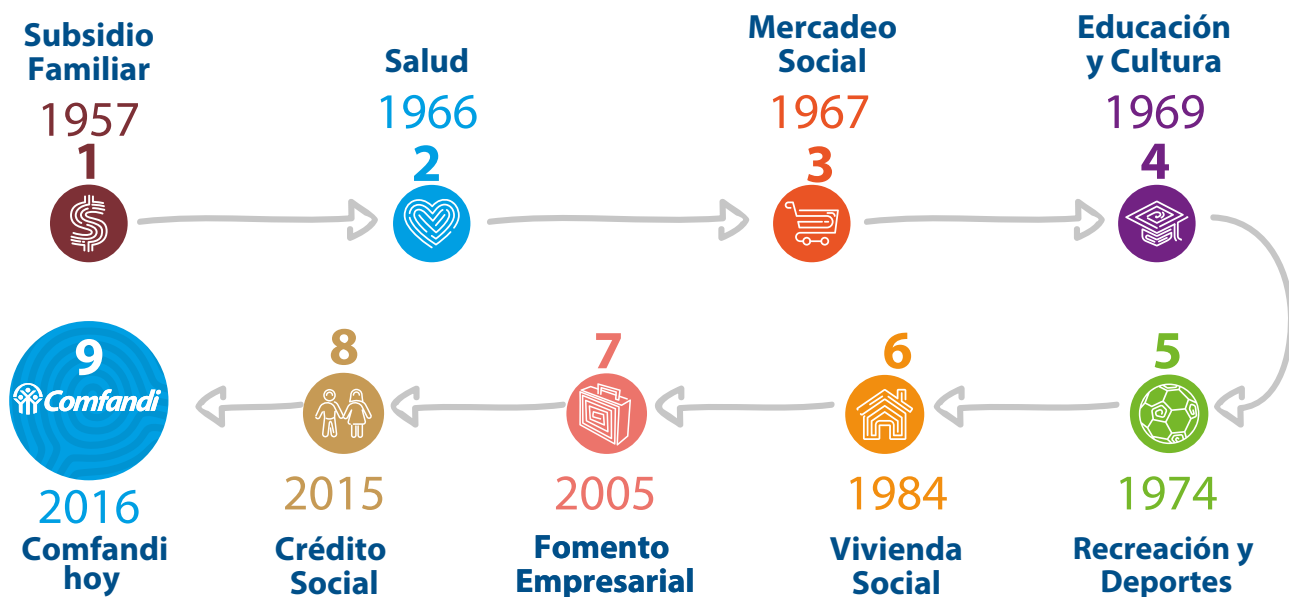 Subsidio
Familiar
1957
1
Salud
1966
2
Mercadeo
Social
1967
3
Educación
y Cultura
1969
4
5
1974
Recreación y
Deportes
6
1984
Vivienda
Social
7
2005
Fomento
Empresarial
8
2015
Crédito
Social
9
Comfandi
2016
Comfandi
hoy